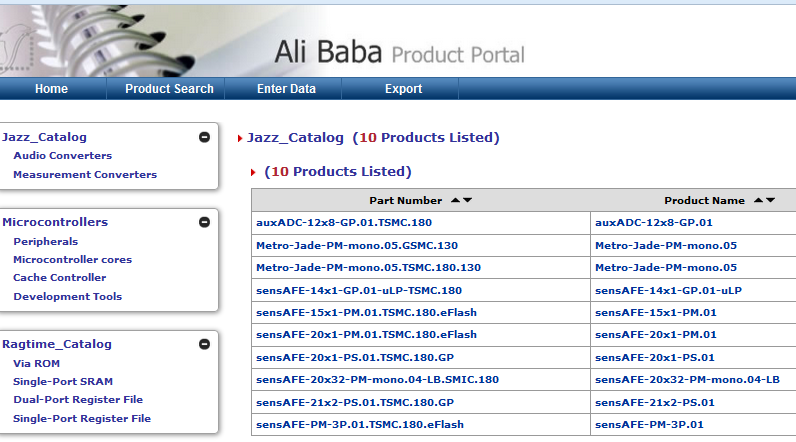 Ali Baba Product Portal
Home Product Search Enter Data Export
Jazz_Catalog
Audio Converters
Measurement Converters
Microcontrollers
Peripherals
Microcontroller cores
Cache Controller
Development Tools
Ragtime_Catalog
Via ROM
Single-Port SRAM
Dual-Port Register File
Single-Port Register File
Jazz_Catalog (10 Products Listed)
(10 Products Listed)
Part Number Product Name
auxADC-12x8-GP.01.TSMC.180 auxADC-12x8-GP.01
Metro-Jade-PM-mono.05.GSMC.130 Metro-Jade-PM-mono.05
Metro-Jade-PM-mono.05.TSMC.180.130 Metro-Jade-PM-mono.05
sensAFE-14x1-GP.01-uLP-TSMC.180 sensAFE-14x1-GP.01-uLP
sensAFE-15x1-PM.01.TSMC.180.eFlash sensAFE-15x1-PM.01
sensAFE-20x1-PM.01.TSMC.180.eFlash sensAFE-20x1-PM.01
sensAFE-20x1-PS.01.TSMC.180.GP sensAFE-20x1-PS.01
sensAFE-20x32-PM-mono.04-LB.SMIC.180 sensAFE-20x32-PM-mono.04-LB
sensAFE-21x2-PS.01.TSMC.180.GP sensAFE-21x2-PS.01
sensAFE-PM-3P.01.TSMC.180.eFlash sensAFE-PM-3P.01